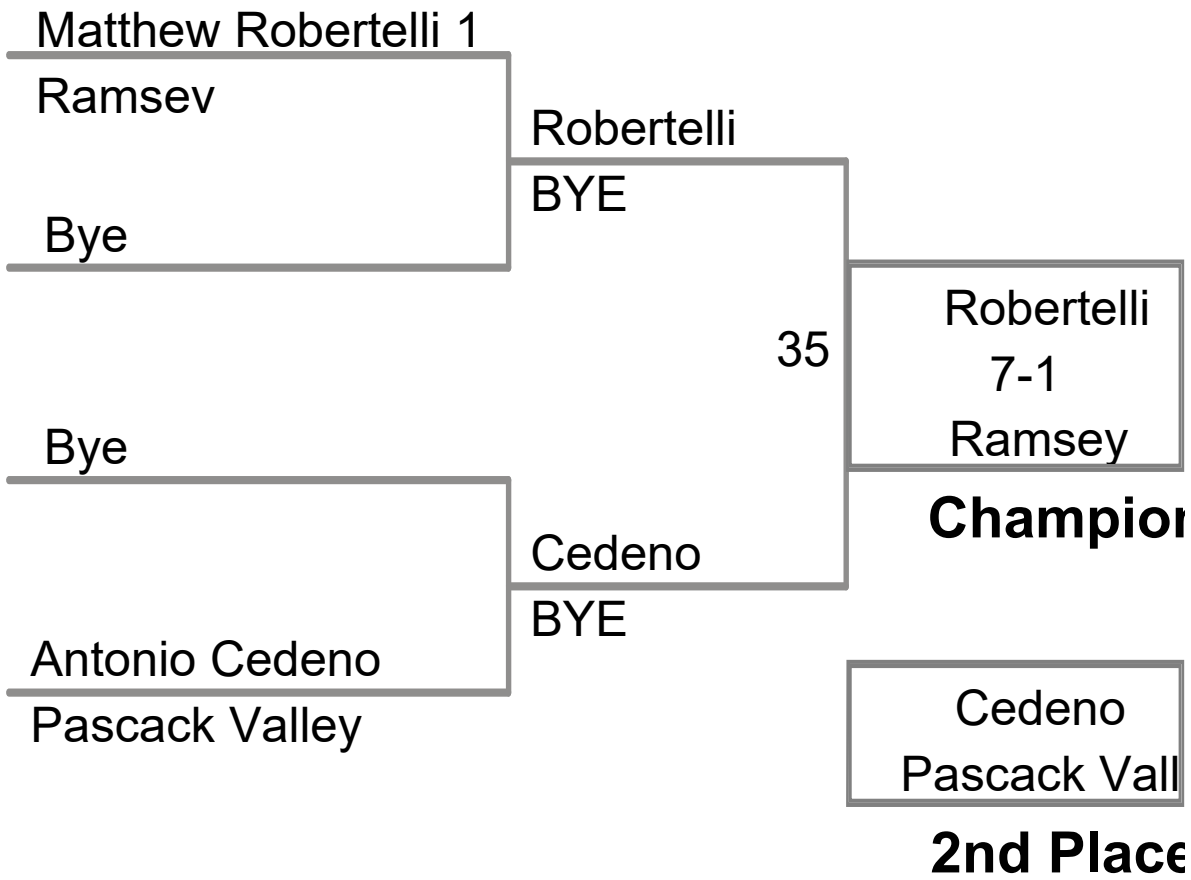 Matthew Robertelli 1
Ramsev
Robertelli
BYE
Bye
35
Robertelli
7-1
Ramsey
Champion
Bye
Cedeno
BYE
Antonio Cedeno
Pascack Valley
Cedeno
Pascack Vall
2nd Place